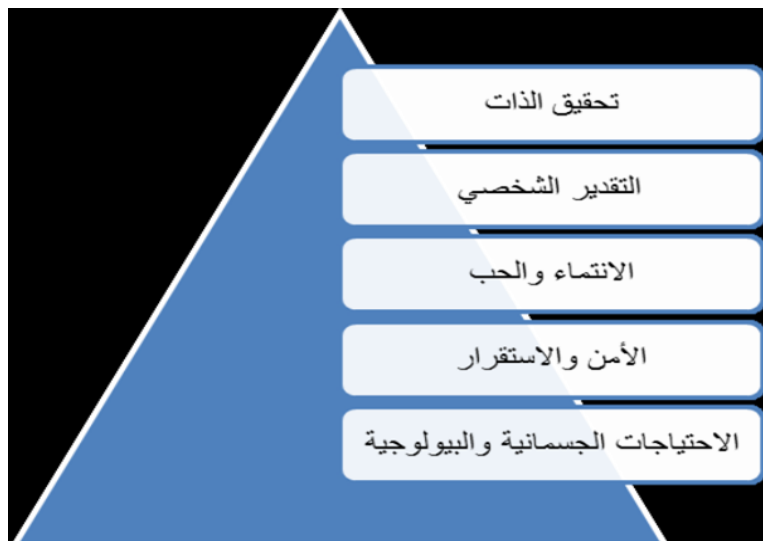 تحقيق الذات
التقدير الشخصي
الانتماء والحب
الأمن والاستقرار
الاحتياجات الجسمانية والبيولوجية